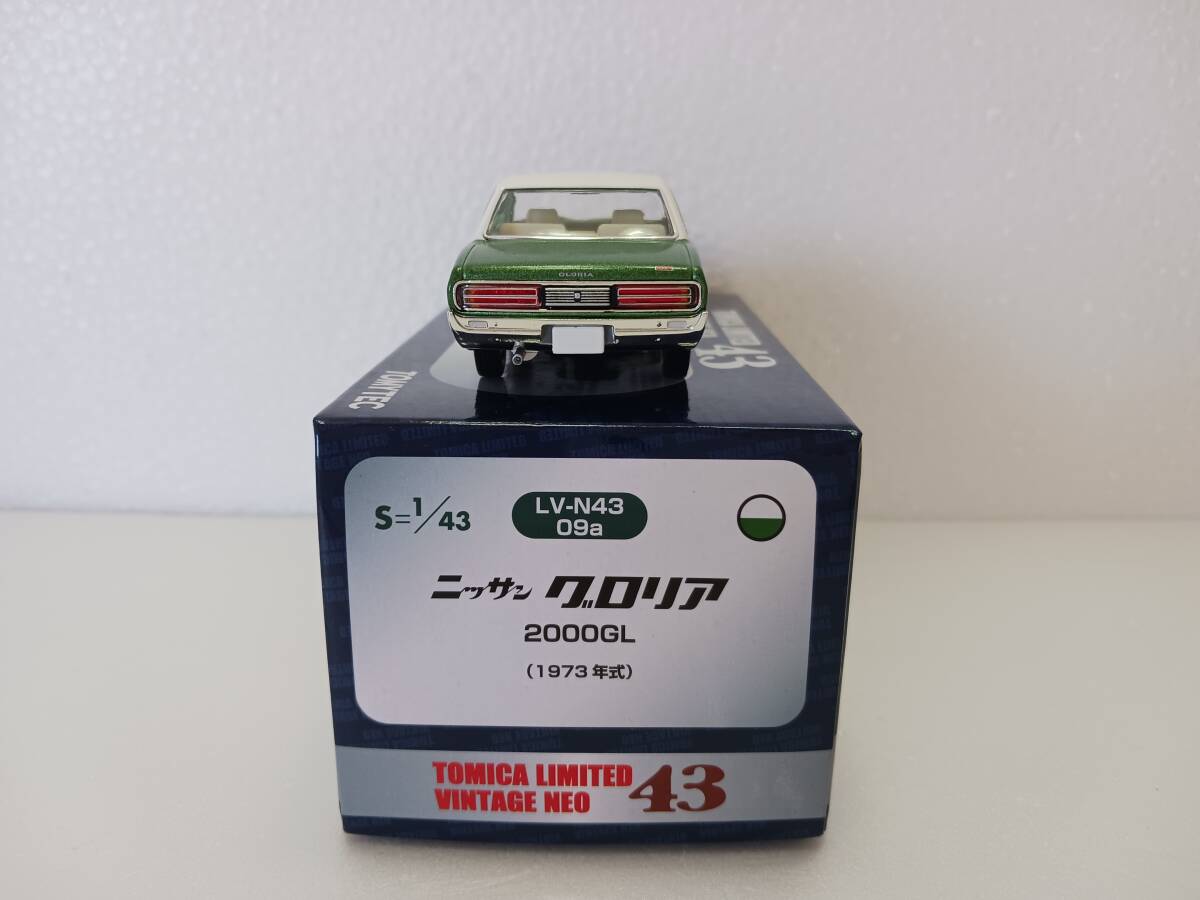 GLORIA
43
TOMYTEC
S=1/43
LV-N43
09a
ニッサン グロリア
2000GL
(1973年式)
TOMICA LIMITED
VINTAGE NEO 43